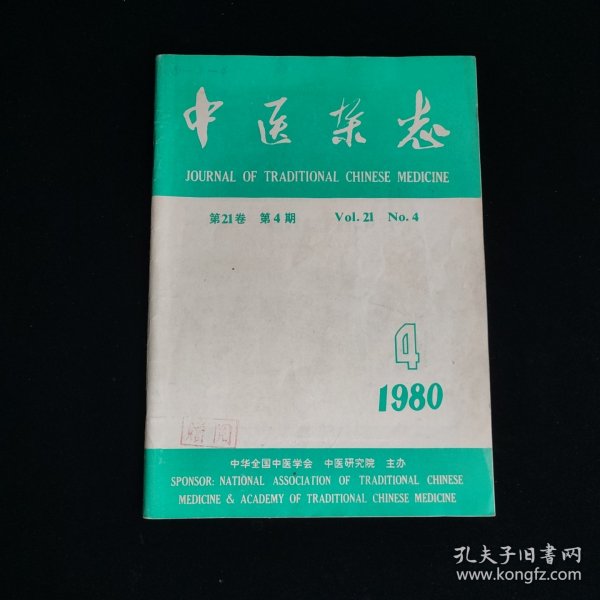 中医杂志
JOURNAL OF TRADITIONAL CHINESE MEDICINE
第21卷 第4期 Vol. 21 No. 4
4
1980
赠阅
中华全国中医学会 中医研究院 主办
SPONSOR: NATIONAL ASSOCIATION OF TRADITIONAL CHINESE
MEDICINE & ACADEMY OF TRADITIONAL CHINESE MEDICINE
孔夫子旧书网
www.kongfz.com